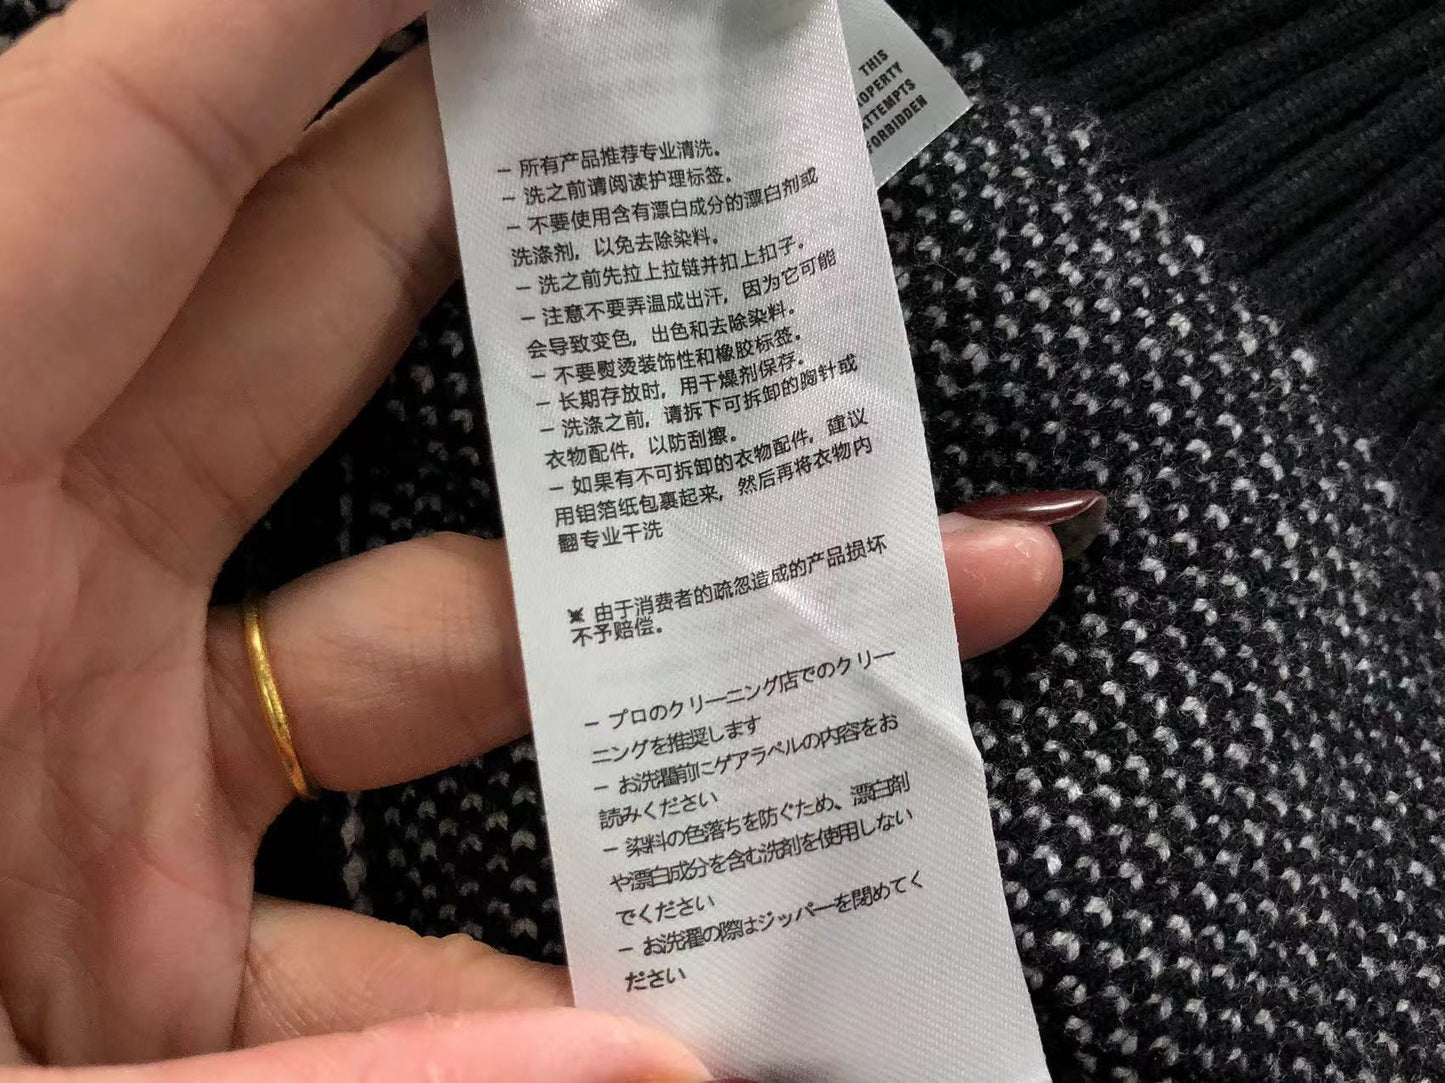 THIS
OPERTY
TTEMPTS
ORBIDDEN
- 所有产品推荐专业清洗。
- 洗之前请阅读护理标签。
- 不要使用含有漂白成分的漂白剂或
洗涤剂，以免去除染料。
- 洗之前先拉上拉链并扣上扣子。
- 注意不要弄温成出汗，因为它可能
会导致变色，出色和去除染料。
- 不要熨烫装饰性和橡胶标签。
- 长期存放时，用干燥剂保存。
- 洗涤之前，请拆下可拆卸的胸针或
衣物配件，以防刮擦。
- 如果有不可拆卸的衣物配件，建议
用铝箔纸包裹起来，然后再将衣物内
翻专业干洗
※ 由于消费者的疏忽造成的产品损坏
不予赔偿。
- プロのクリーニング店でのクリー
ニングを推奨します
- お洗濯前にゲアラペルの内容をお
読みください
- 染料の色落ちを防ぐため、漂白剤
や漂白成分を含む洗剤を使用しない
でください
- お洗濯の際はジッパーを閉めてく
ださい